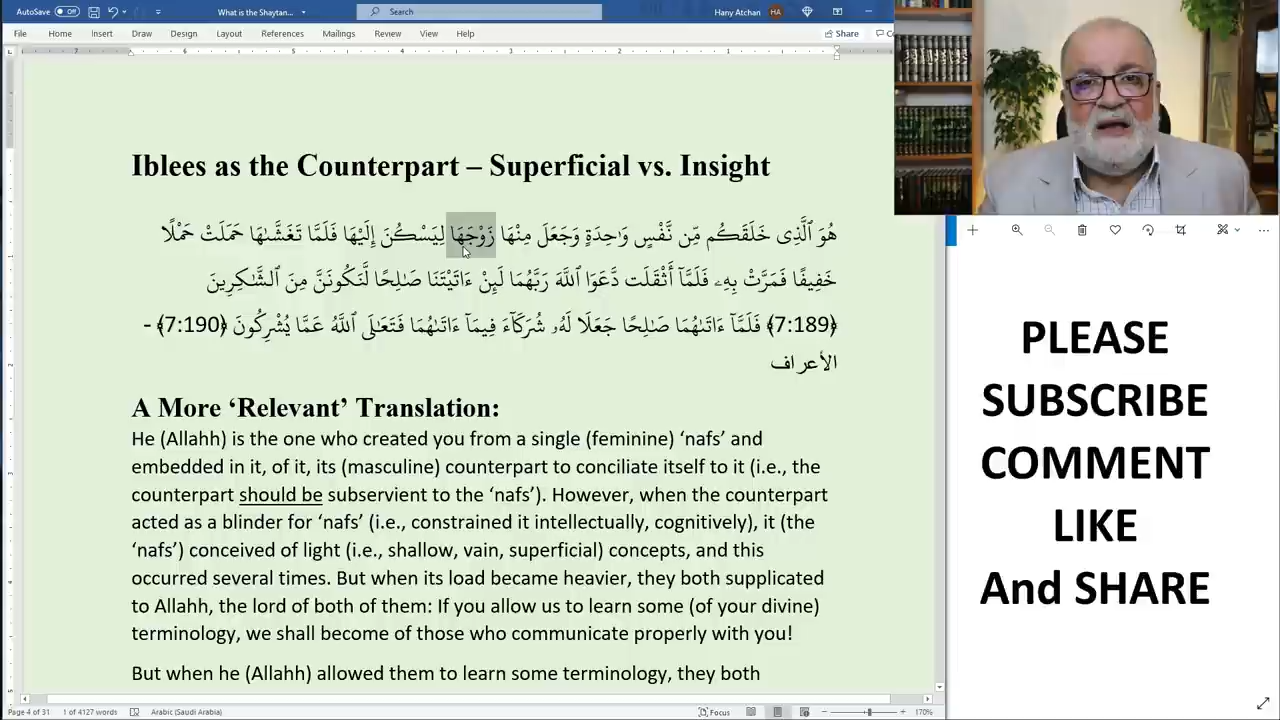 AutoSave Off
What is the Shaytan...
Search
Hany Atchan HA
File Home Insert Draw Design Layout References Mailings Review View Help Share
Iblees as the Counterpart – Superficial vs. Insight
هُوَ ٱلَّذِى خَلَقَكُم مِّن نَّفْسٍ وَٰحِدَةٍ وَجَعَلَ مِنْهَا زَوْجَهَا لِيَسْكُنَ إِلَيْهَا فَلَمَّا تَغَشَّىٰهَا حَمَلَتْ حَمْلًا
خَفِيفًا فَمَرَّتْ بِهِۦ فَلَمَّآ أَثْقَلَت دَّعَوَا ٱللَّهَ رَبَّهُمَا لَئِنْ ءَاتَيْتَنَا صَٰلِحًا لَّنَكُونَنَّ مِنَ ٱلشَّٰكِرِينَ
﴿7:189﴾ فَلَمَّآ ءَاتَىٰهُمَا صَٰلِحًا جَعَلَا لَهُۥ شُرَكَآءَ فِيمَآ ءَاتَىٰهُمَا فَتَعَٰلَى ٱللَّهُ عَمَّا يُشْرِكُونَ ﴿7:190﴾ -
الأعراف
A More ‘Relevant’ Translation:
He (Allahh) is the one who created you from a single (feminine) ‘nafs’ and
embedded in it, of it, its (masculine) counterpart to conciliate itself to it (i.e., the
counterpart should be subservient to the ‘nafs’). However, when the counterpart
acted as a blinder for ‘nafs’ (i.e., constrained it intellectually, cognitively), it (the
‘nafs’) conceived of light (i.e., shallow, vain, superficial) concepts, and this
occurred several times. But when its load became heavier, they both supplicated
to Allahh, the lord of both of them: If you allow us to learn some (of your divine)
terminology, we shall become of those who communicate properly with you!
But when he (Allahh) allowed them to learn some terminology, they both
PLEASE
SUBSCRIBE
COMMENT
LIKE
And SHARE
Page 4 of 31 1 of 4127 words Arabic (Saudi Arabia) Focus 170%